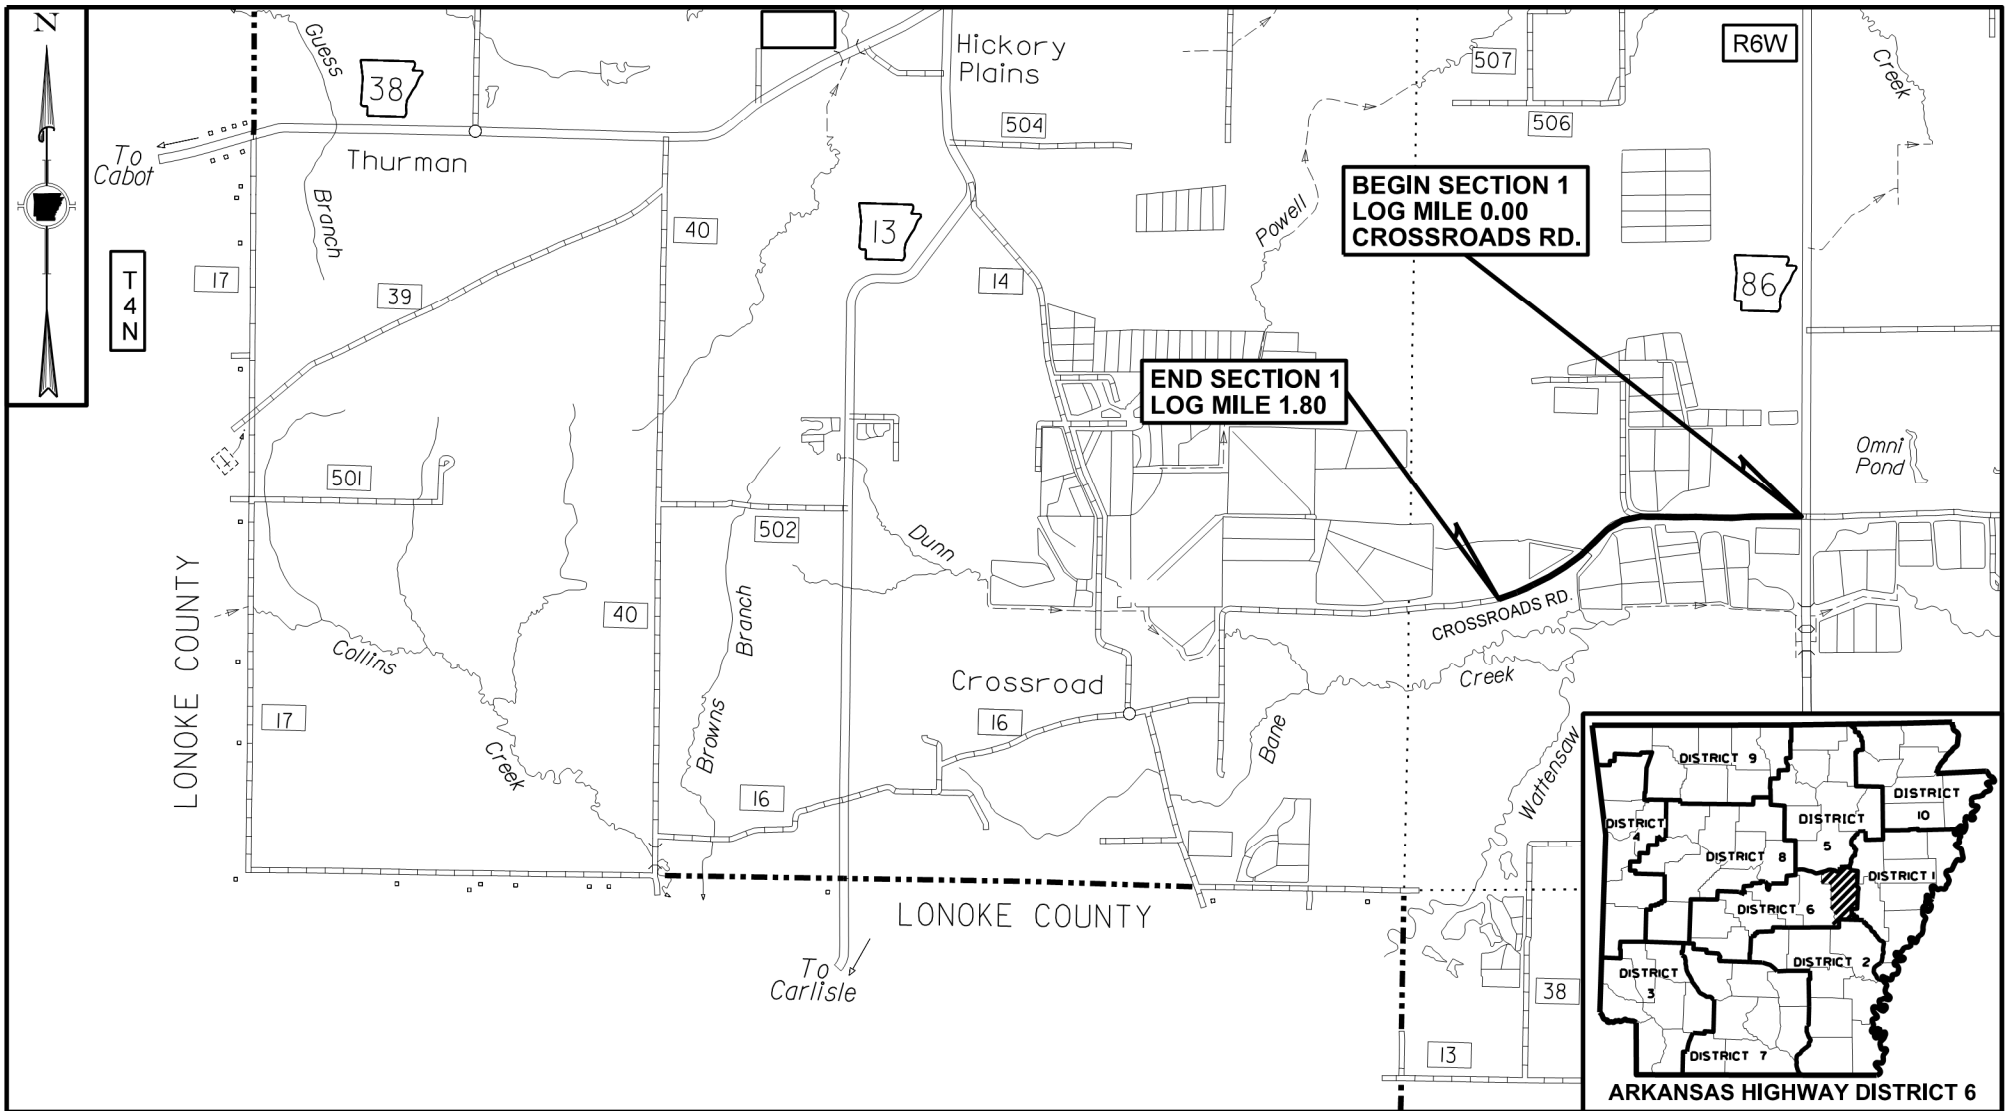 N
Guess
Branch
38
Hickory
Plains
507
R6W
Creek
504
506
To
Cabot
Thurman
BEGIN SECTION 1
LOG MILE 0.00
CROSSROADS RD.
40
13
Powell
T
4
N
17
39
14
86
END SECTION 1
LOG MILE 1.80
Omni
Pond
501
502
Dunn
LONOKE COUNTY
40
Branch
Browns
CROSSROADS RD.
Collins
Creek
Crossroad
Creek
17
16
Bane
Wattensaw
16
LONOKE COUNTY
To
Carlisle
38
13
DISTRICT 9
DISTRICT
10
DISTRICT
4
DISTRICT
5
DISTRICT 8
DISTRICT 1
DISTRICT 6
DISTRICT 2
DISTRICT
3
DISTRICT 7
ARKANSAS HIGHWAY DISTRICT 6